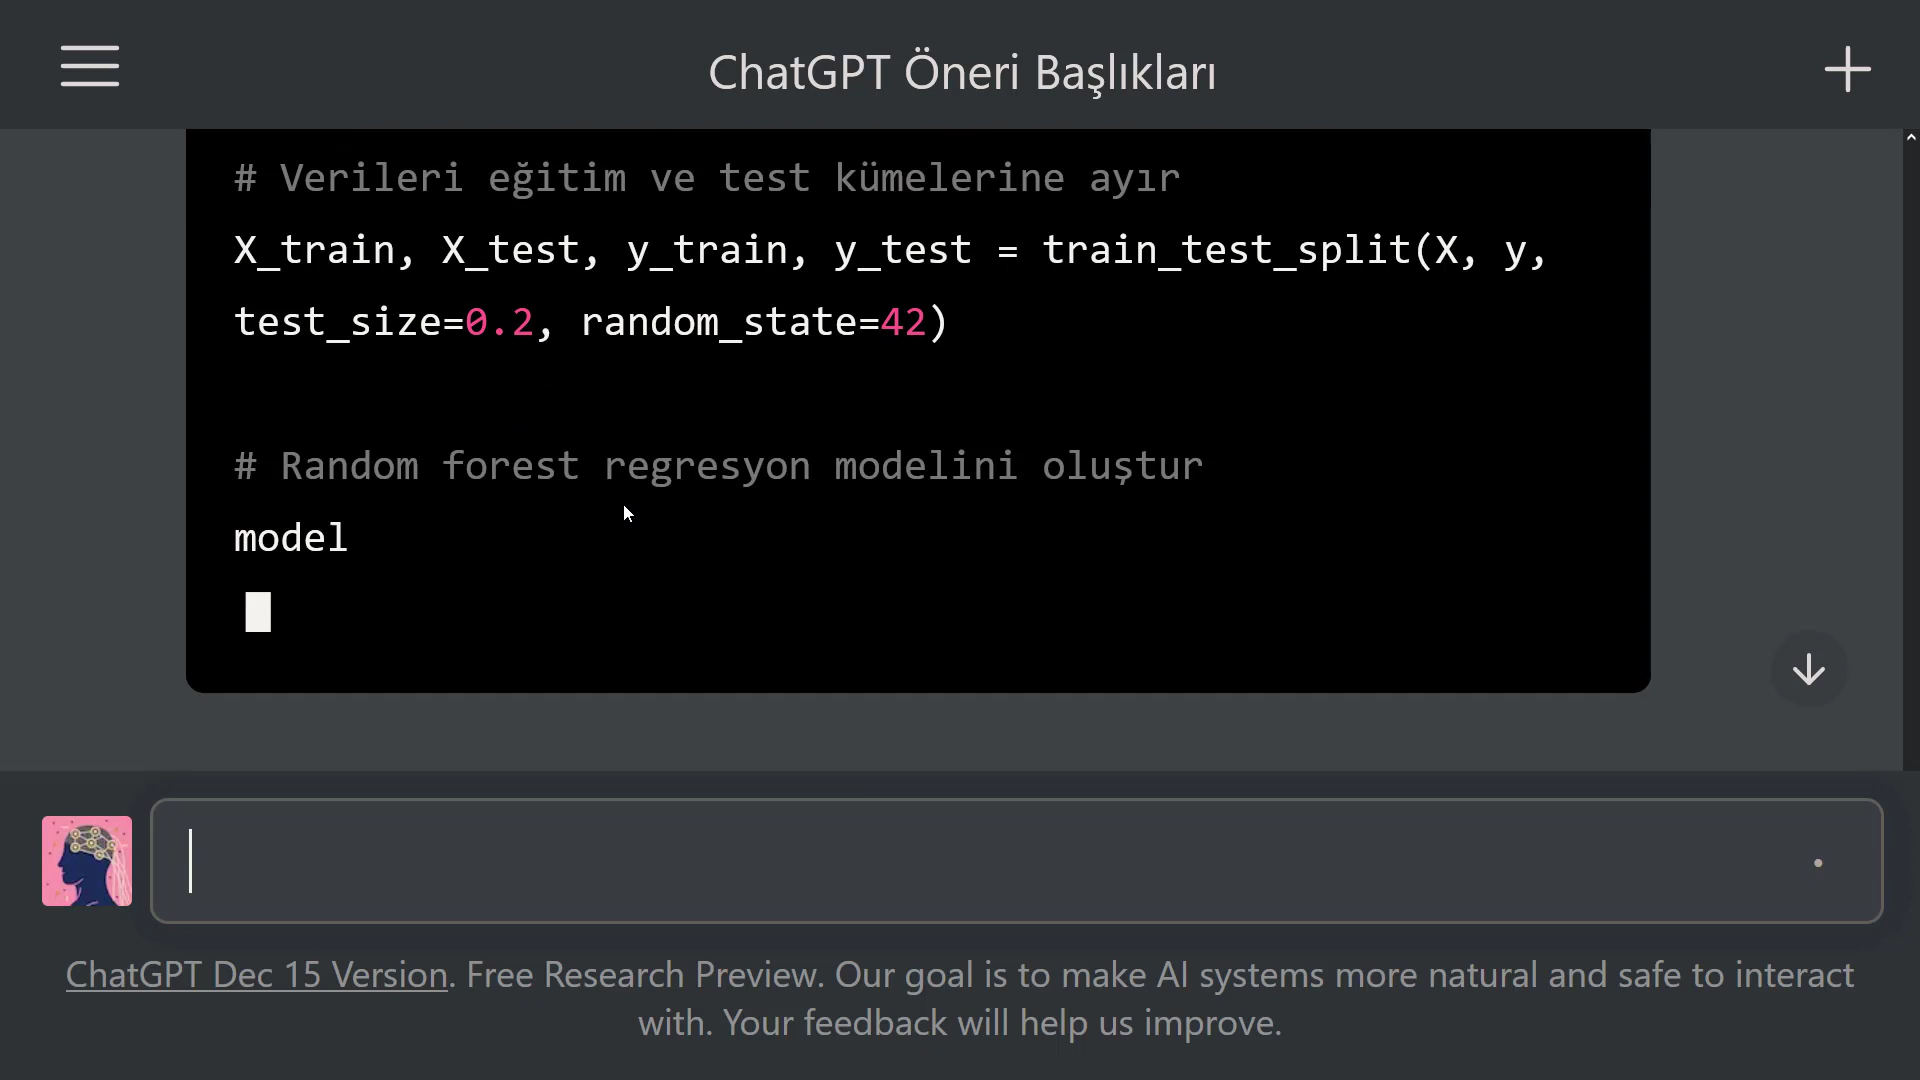 ChatGPT Öneri Başlıkları
# Verileri eğitim ve test kümelerine ayır
X_train, X_test, y_train, y_test = train_test_split(X, y,
test_size=0.2, random_state=42)
# Random forest regresyon modelini oluştur
model
ChatGPT Dec 15 Version. Free Research Preview. Our goal is to make AI systems more natural and safe to interact
with. Your feedback will help us improve.